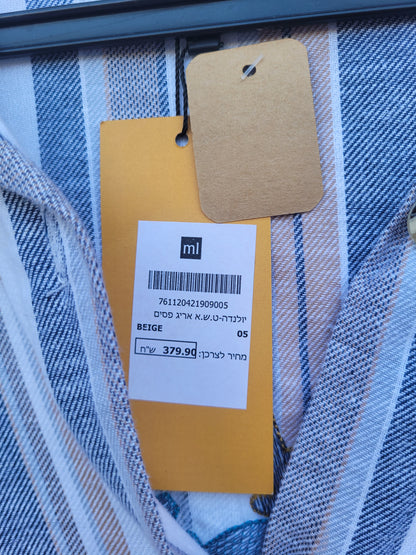 ml
761120421909005
יולנדה-ט.ש.א אריג פסים
BEIGE 05
מחיר לצרכן: 379.90 ש"ח